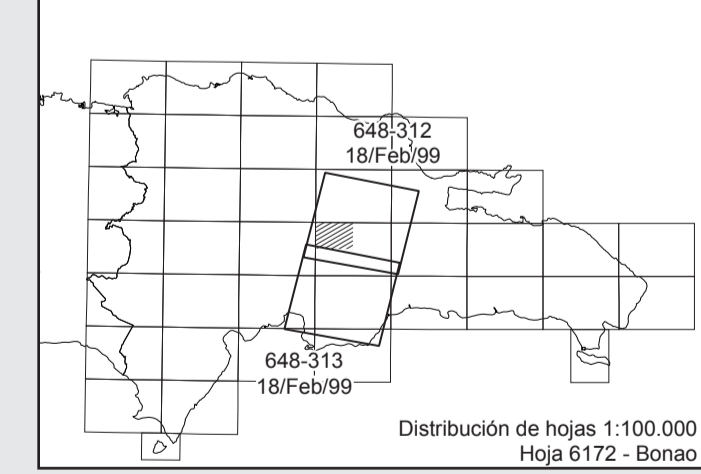 648-312
18/Feb/99
648-313
18/Feb/99
Distribución de hojas 1:100.000
Hoja 6172 - Bonao